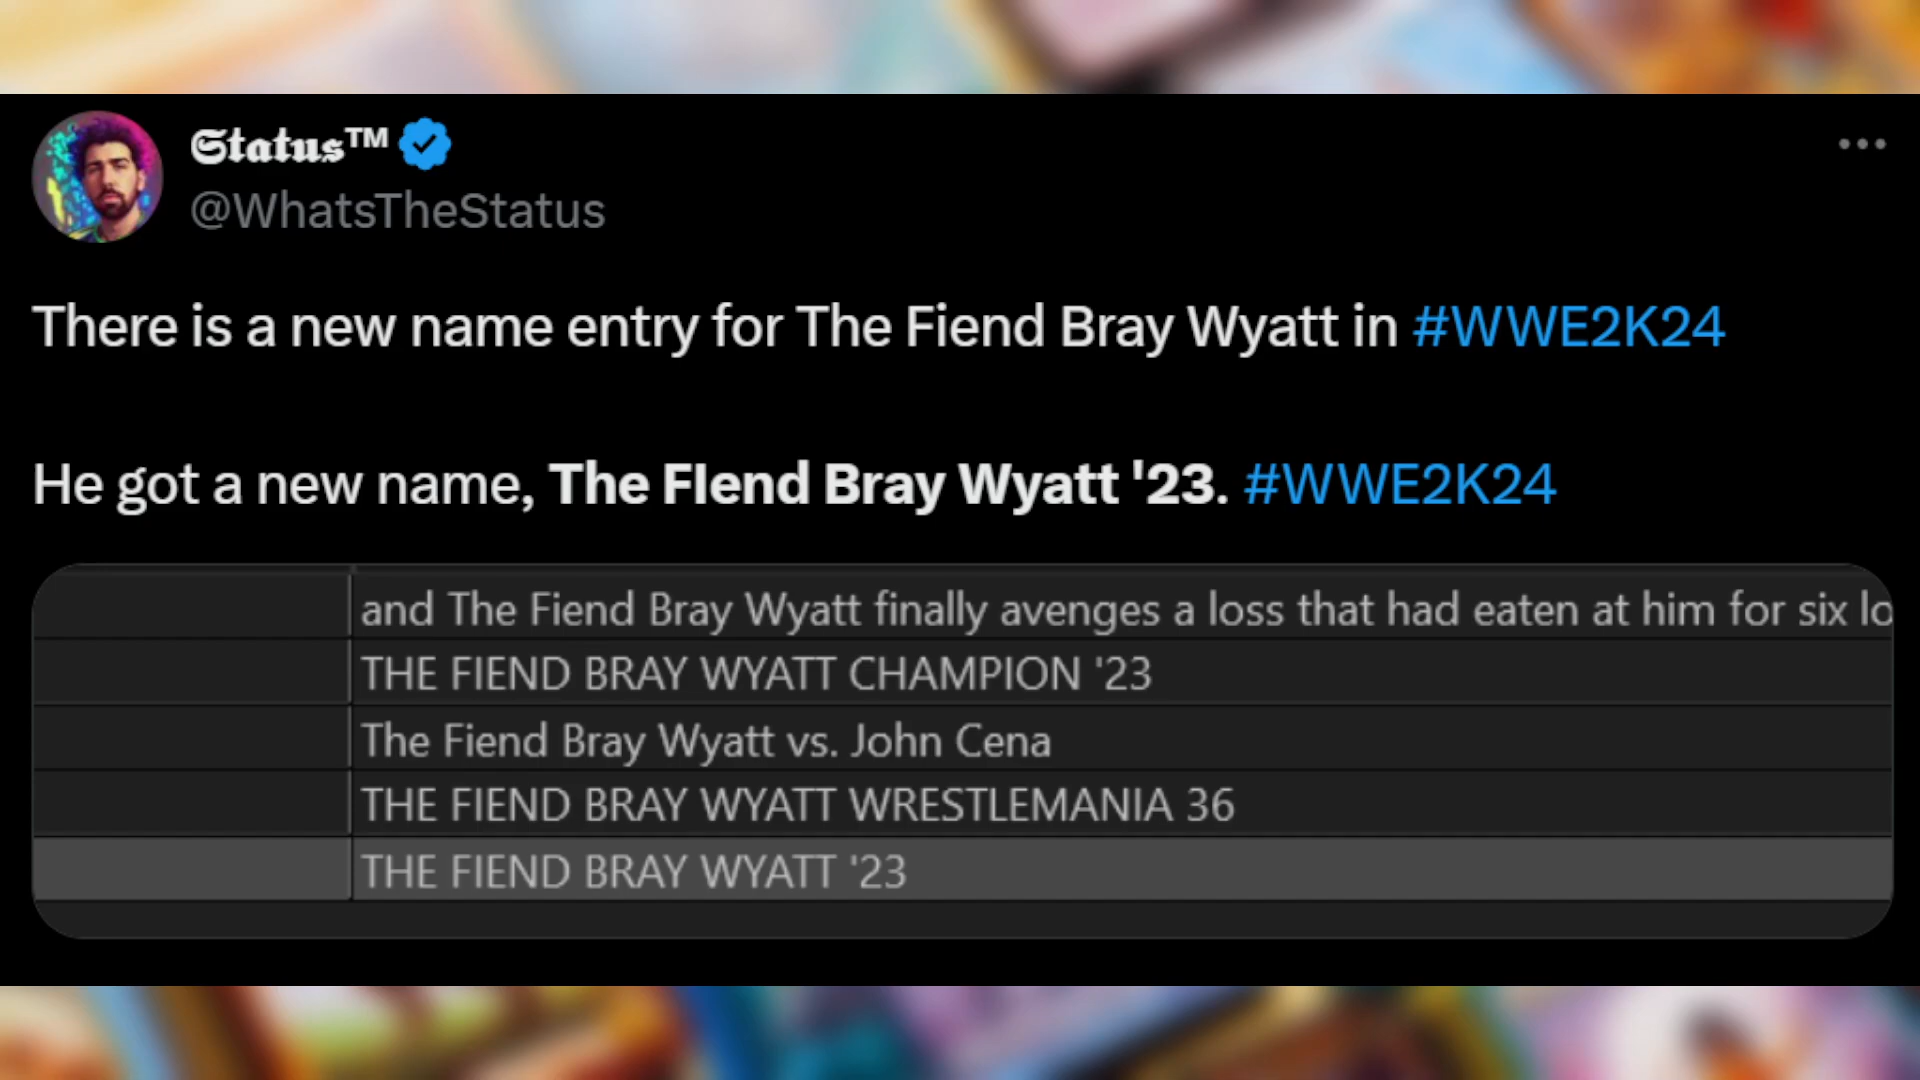 Status™
@WhatsTheStatus
There is a new name entry for The Fiend Bray Wyatt in #WWE2K24
He got a new name, The FIend Bray Wyatt '23. #WWE2K24
and The Fiend Bray Wyatt finally avenges a loss that had eaten at him for six lo
THE FIEND BRAY WYATT CHAMPION '23
The Fiend Bray Wyatt vs. John Cena
THE FIEND BRAY WYATT WRESTLEMANIA 36
THE FIEND BRAY WYATT '23